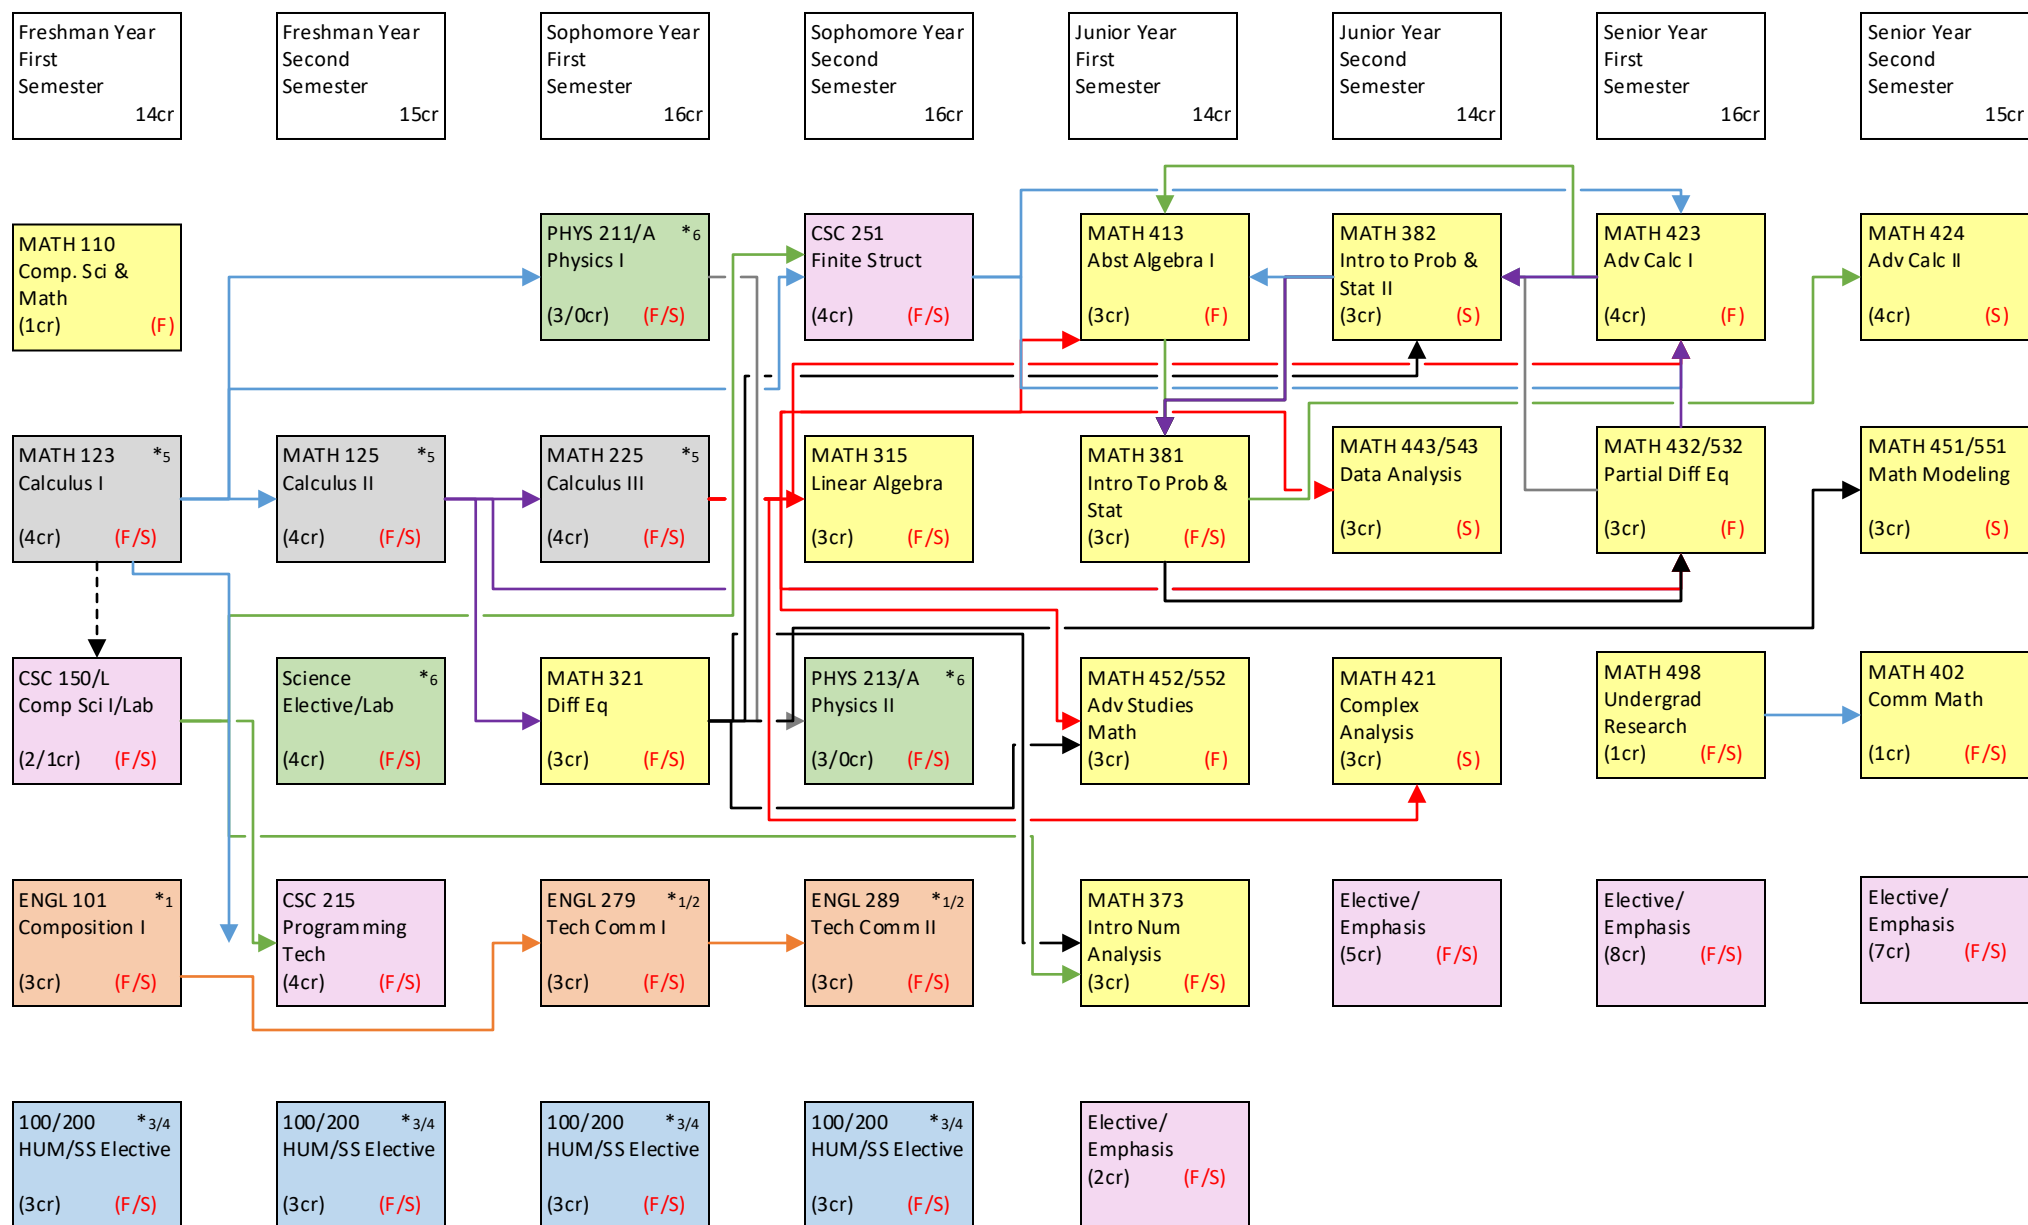 Freshman Year
First
Semester
14cr
Freshman Year
Second
Semester
15cr
Sophomore Year
First
Semester
16cr
Sophomore Year
Second
Semester
16cr
Junior Year
First
Semester
14cr
Junior Year
Second
Semester
14cr
Senior Year
First
Semester
16cr
Senior Year
Second
Semester
15cr
MATH 110
Comp. Sci &
Math
(1cr) (F)
PHYS 211/A *6
Physics I
(3/0cr) (F/S)
CSC 251
Finite Struct
(4cr) (F/S)
MATH 413
Abst Algebra I
(3cr) (F)
MATH 382
Intro to Prob &
Stat II
(3cr) (S)
MATH 423
Adv Calc I
(4cr) (F)
MATH 424
Adv Calc II
(4cr) (S)
MATH 123 *5
Calculus I
(4cr) (F/S)
MATH 125 *5
Calculus II
(4cr) (F/S)
MATH 225 *5
Calculus III
(4cr) (F/S)
MATH 315
Linear Algebra
(3cr) (F/S)
MATH 381
Intro To Prob &
Stat
(3cr) (F/S)
MATH 443/543
Data Analysis
(3cr) (S)
MATH 432/532
Partial Diff Eq
(3cr) (F)
MATH 451/551
Math Modeling
(3cr) (S)
CSC 150/L
Comp Sci I/Lab
(2/1cr) (F/S)
Science *6
Elective/Lab
(4cr) (F/S)
MATH 321
Diff Eq
(3cr) (F/S)
PHYS 213/A *6
Physics II
(3/0cr) (F/S)
MATH 452/552
Adv Studies
Math
(3cr) (F)
MATH 421
Complex
Analysis
(3cr) (S)
MATH 498
Undergrad
Research
(1cr) (F/S)
MATH 402
Comm Math
(1cr) (F/S)
ENGL 101 *1
Composition I
(3cr) (F/S)
CSC 215
Programming
Tech
(4cr) (F/S)
ENGL 279 *1/2
Tech Comm I
(3cr) (F/S)
ENGL 289 *1/2
Tech Comm II
(3cr) (F/S)
MATH 373
Intro Num
Analysis
(3cr) (F/S)
Elective/
Emphasis
(5cr) (F/S)
Elective/
Emphasis
(8cr) (F/S)
Elective/
Emphasis
(7cr) (F/S)
100/200 *3/4
HUM/SS Elective
(3cr) (F/S)
100/200 *3/4
HUM/SS Elective
(3cr) (F/S)
100/200 *3/4
HUM/SS Elective
(3cr) (F/S)
100/200 *3/4
HUM/SS Elective
(3cr) (F/S)
Elective/
Emphasis
(2cr) (F/S)